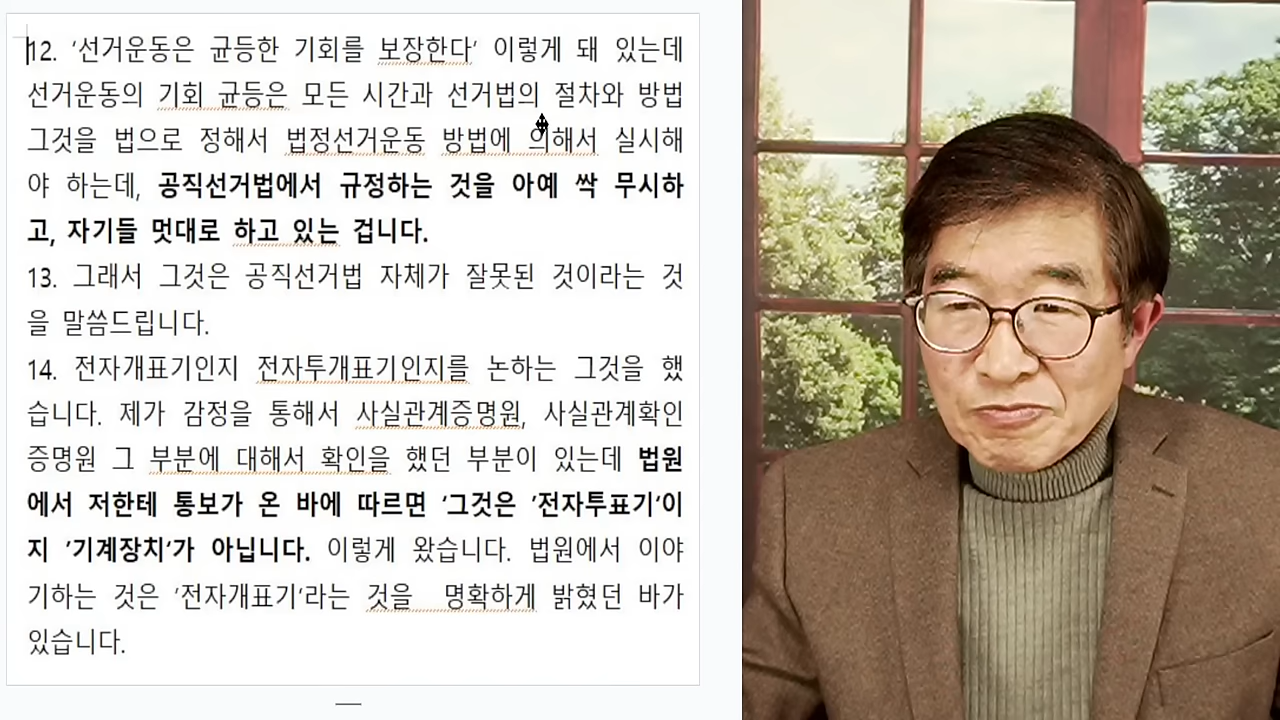 12. ‘선거운동은 균등한 기회를 보장한다’ 이렇게 돼 있는데
선거운동의 기회 균등은 모든 시간과 선거법의 절차와 방법
그것을 법으로 정해서 법정선거운동 방법에 의해서 실시해
야 하는데, 공직선거법에서 규정하는 것을 아예 싹 무시하
고, 자기들 멋대로 하고 있는 겁니다.
13. 그래서 그것은 공직선거법 자체가 잘못된 것이라는 것
을 말씀드립니다.
14. 전자개표기인지 전자투개표기인지를 논하는 그것을 했
습니다. 제가 감정을 통해서 사실관계증명원, 사실관계확인
증명원 그 부분에 대해서 확인을 했던 부분이 있는데 법원
에서 저한테 통보가 온 바에 따르면 ‘그것은 ’전자투표기‘이
지 ’기계장치‘가 아닙니다. 이렇게 왔습니다. 법원에서 이야
기하는 것은 ’전자개표기‘라는 것을 명확하게 밝혔던 바가
있습니다.